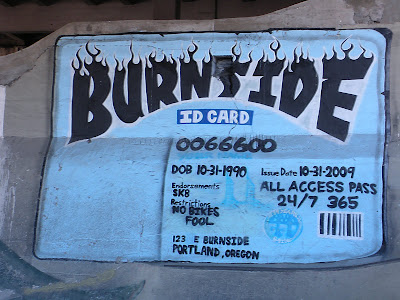 BURNSIDE
ID CARD
0066600
DOB 10-31-1990 Issue Date 10-31-2009
Endorsements
SK8
ALL ACCESS PASS
24/7 365
Restrictions
NO BIKES
FOOL
123 E BURNSIDE
PORTLAND, OREGON